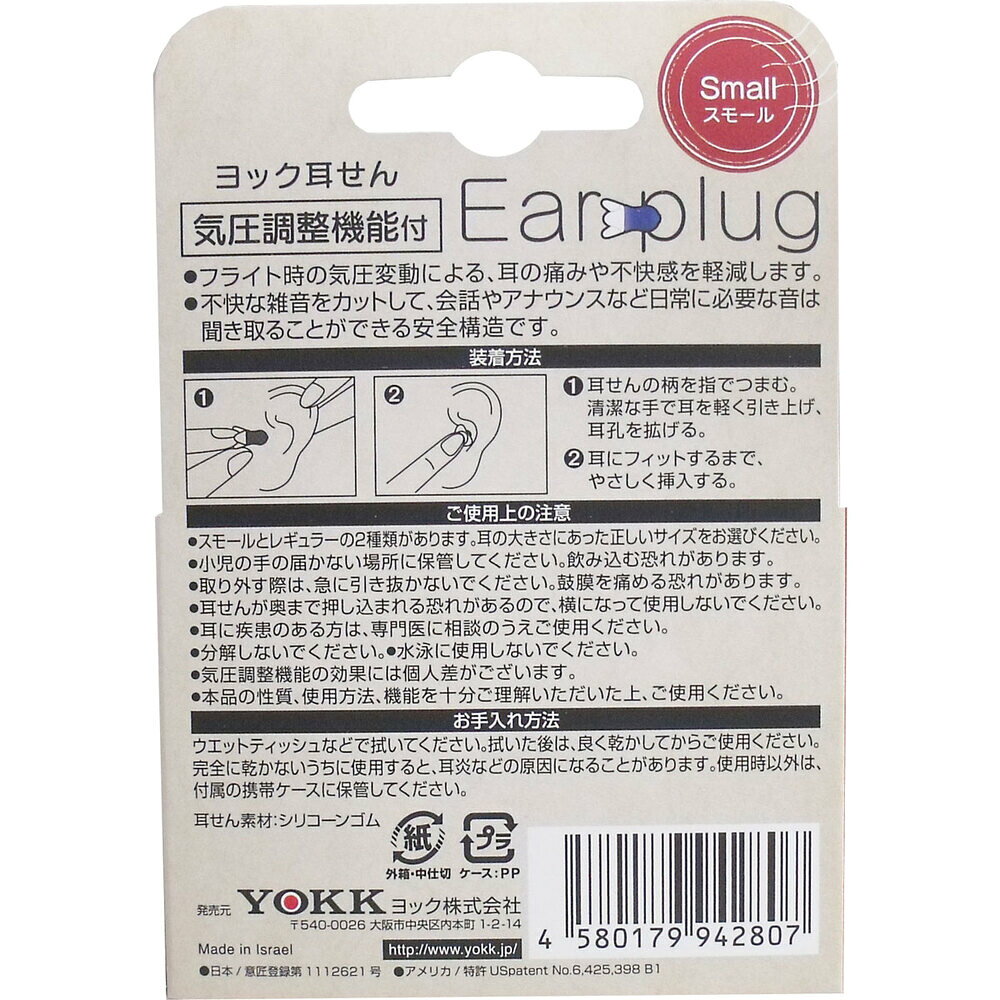 Small
スモール
ヨック耳せん
気圧調整機能付
Ear plug
●フライト時の気圧変動による、耳の痛みや不快感を軽減します。
●不快な雑音をカットして、会話やアナウンスなど日常に必要な音は
聞き取ることができる安全構造です。
装着方法
❶
❷
❶耳せんの柄を指でつまむ。
清潔な手で耳を軽く引き上げ、
耳孔を拡げる。
❷耳にフィットするまで、
やさしく挿入する。
ご使用上の注意
●スモールとレギュラーの2種類があります。耳の大きさにあった正しいサイズをお選びください。
●小児の手の届かない場所に保管してください。飲み込む恐れがあります。
●取り外す際は、急に引き抜かないでください。鼓膜を痛める恐れがあります。
●耳せんが奥まで押し込まれる恐れがあるので、横になって使用しないでください。
●耳に疾患のある方は、専門医に相談のうえご使用ください。
●分解しないでください。●水泳に使用しないでください。
●気圧調整機能の効果には個人差がございます。
●本品の性質、使用方法、機能を十分ご理解いただいた上、ご使用ください。
お手入れ方法
ウエットティッシュなどで拭いてください。拭いた後は、良く乾かしてからご使用ください。
完全に乾かないうちに使用すると、耳炎などの原因になることがあります。使用時以外は、
付属の携帯ケースに保管してください。
耳せん素材:シリコーンゴム
紙
外箱・中仕切
プラ
ケース:PP
発売元 YOKK ヨック株式会社
〒540-0026 大阪市中央区内本町 1-2-14
Made in Israel
http://www.yokk.jp/
●日本/意匠登録第1112621号 ●アメリカ/特許 USpatent No.6,425,398 B1
4 580179 942807